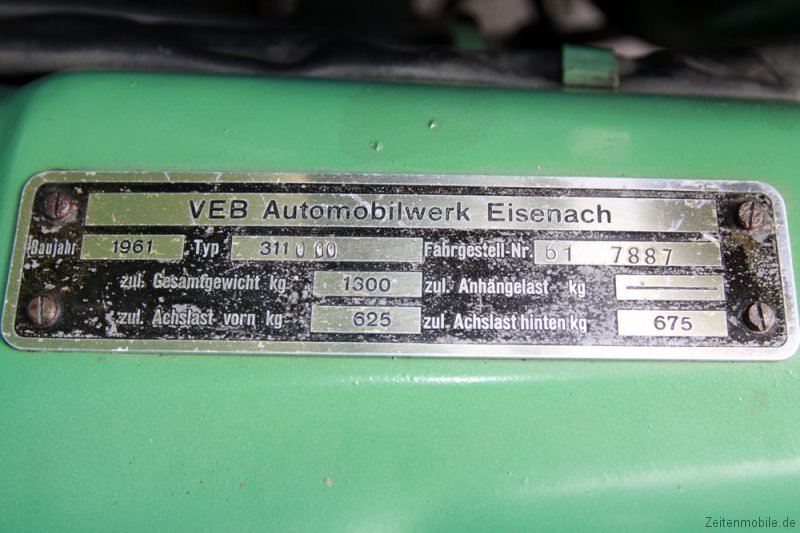 VEB Automobilwerk Eisenach
Baujahr 1961 Typ 311 0 00 Fahrgestell-Nr. 61 7887
zul. Gesamtgewicht kg 1300 zul. Anhängelast kg
zul. Achslast vorn kg 625 zul. Achslast hinten kg 675
Zeitenmobile.de